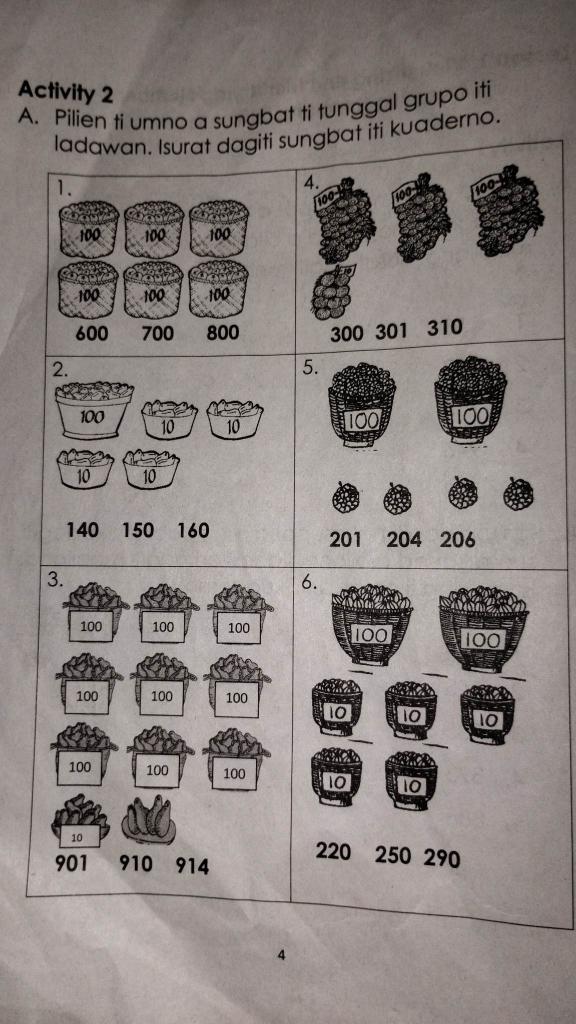 Activity 2
A. Pilien ti umno a sungbat ti tunggal grupo iti
ladawan. Isurat dagiti sungbat iti kuaderno.
1.
100 100 100
100 100 100
600 700 800
2.
100 10 10
10 10
140 150 160
3.
100 100 100
100 100 100
100 100 100
10
901 910 914
4.
100 100 100
300 301 310
5.
100 100
201 204 206
6.
100 100
10 10 10
10 10
220 250 290
4